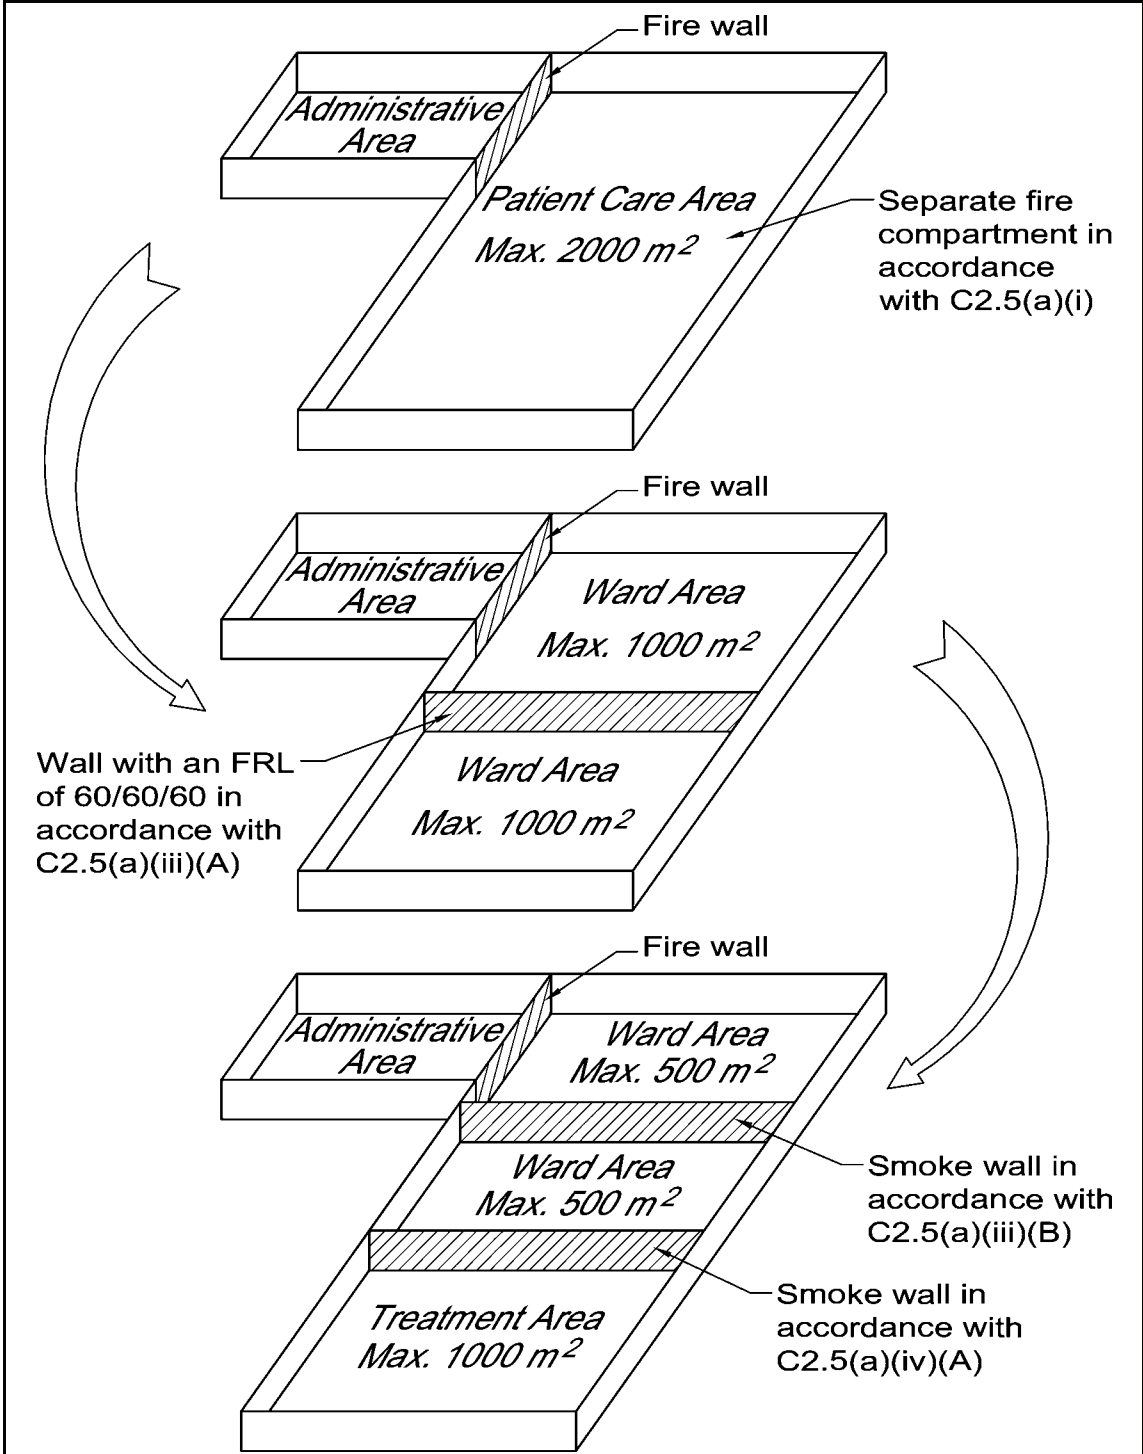 Fire wall
Administrative
Area
Patient Care Area
Max. 2000 m²
Separate fire
compartment in
accordance
with C2.5(a)(i)
Fire wall
Administrative
Area
Ward Area
Max. 1000 m²
Wall with an FRL
of 60/60/60 in
accordance with
C2.5(a)(iii)(A)
Ward Area
Max. 1000 m²
Fire wall
Administrative
Area
Ward Area
Max. 500 m²
Smoke wall in
accordance with
C2.5(a)(iii)(B)
Ward Area
Max. 500 m²
Smoke wall in
accordance with
C2.5(a)(iv)(A)
Treatment Area
Max. 1000 m²